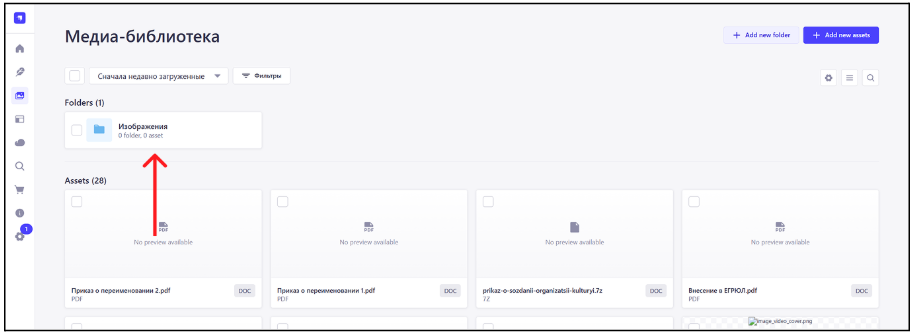 Медиа-библиотека
Add new folder
Add new assets
Сначала недавно загруженные
Фильтры
Folders (1)
Изображения
0 folder, 0 asset
Assets (28)
PDF
No preview available
PDF
No preview available
No preview available
PDF
No preview available
Приказ о переименовании 2.pdf
DOC
PDF
Приказ о переименовании 1.pdf
DOC
PDF
prikaz-o-sozdanii-organizatsii-kulturyi.7z
DOC
7Z
Внесение в ЕГРЮЛ.pdf
DOC
PDF
1
image_video_cover.png